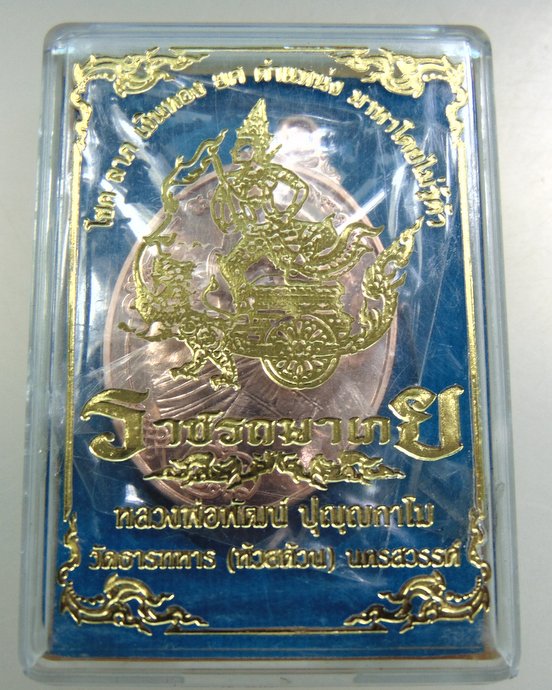 โชค ลาภ เงินทอง ยศ ตำแหน่ง มาหาโดยไม่รู้ตัว
ราชรถมาเกย
หลวงพ่อพัฒน์ ปุญฺญกาโม
วัดธารทหาร (ห้วยด้วน) นครสวรรค์